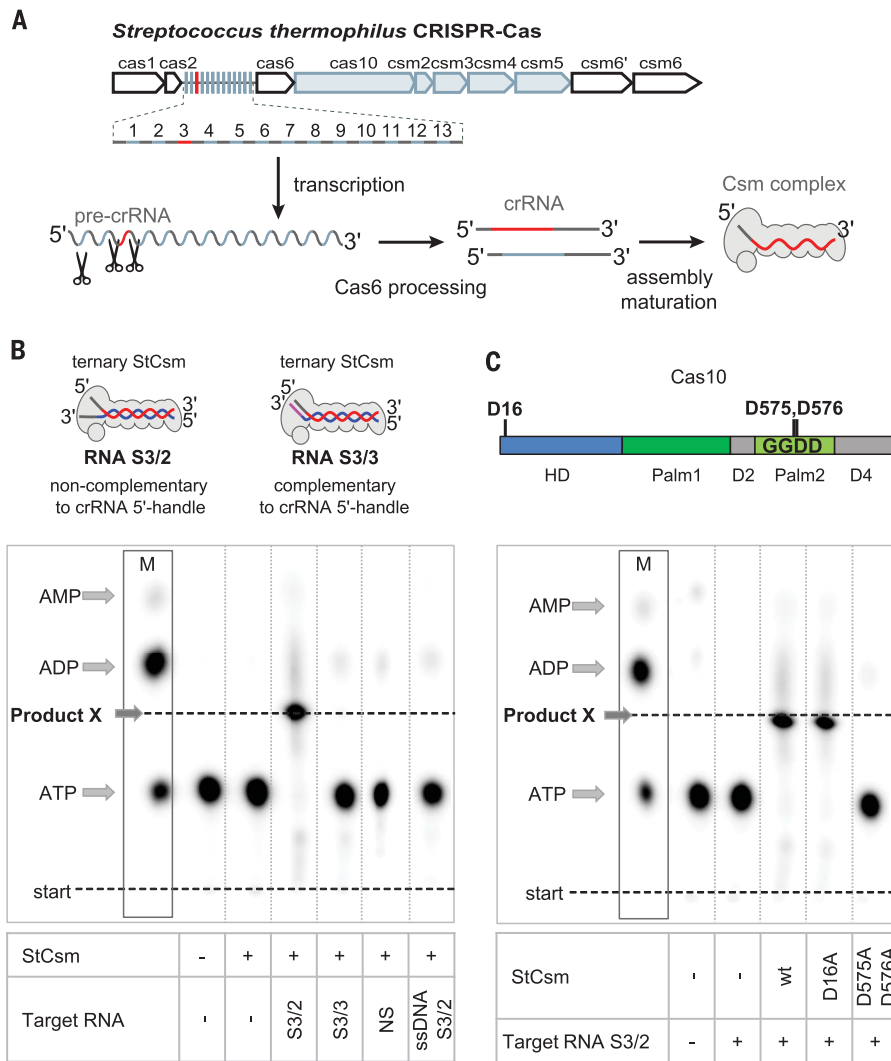 A
Streptococcus thermophilus CRISPR-Cas
cas1 cas2 cas6 cas10 csm2 csm3 csm4 csm5 csm6' csm6
1 2 3 4 5 6 7 8 9 10 11 12 13
transcription
pre-crRNA crRNA Csm complex
5' 3' 5' 3' 5' 3'
5' 3'
Cas6 processing
assembly
maturation
B
ternary StCsm ternary StCsm
5' 3' 3' 5' 5' 3' 3' 5'
RNA S3/2 RNA S3/3
non-complementary
to crRNA 5'-handle
complementary
to crRNA 5'-handle
M
AMP
ADP
Product X
ATP
start
StCsm - + + + + +
Target RNA - - S3/2 S3/3 NS ssDNA S3/2
C
Cas10
D16 D575,D576
GGDD
HD Palm1 D2 Palm2 D4
M
AMP
ADP
Product X
ATP
start
StCsm - - wt D16A D575A D576A
Target RNA S3/2 - + + + +